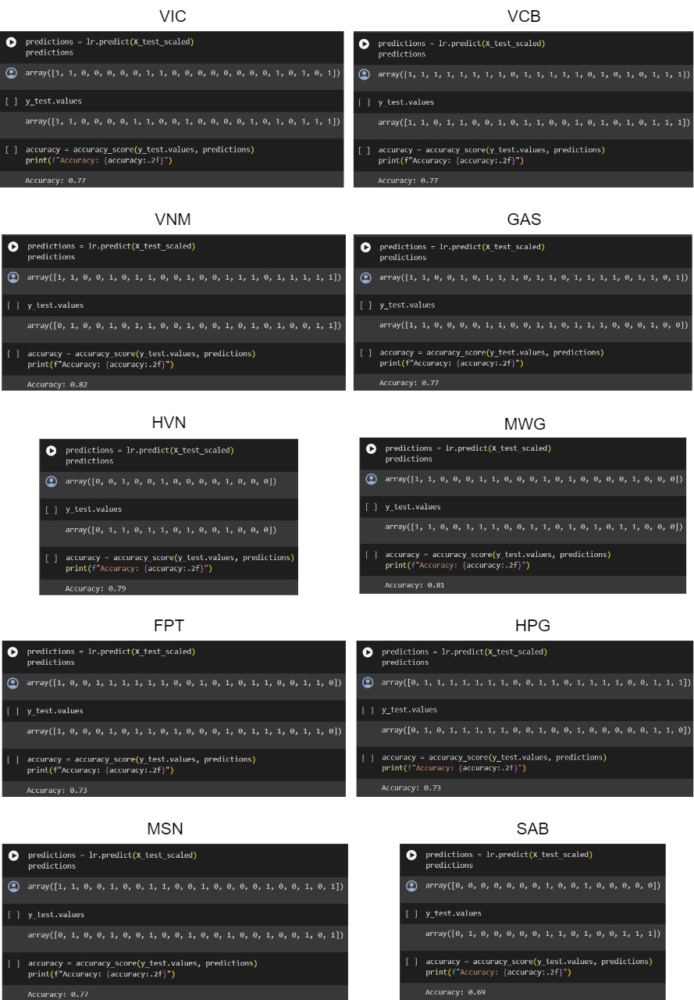 VIC
predictions = lr.predict(X_test_scaled)
predictions
array([1, 1, 0, 0, 0, 0, 0, 1, 1, 0, 0, 0, 0, 0, 0, 0, 0, 1, 0, 1, 0, 1])
[ ] y_test.values
array([1, 1, 0, 0, 0, 0, 1, 1, 0, 0, 1, 0, 0, 0, 0, 1, 0, 1, 0, 1, 1, 1])
[ ] accuracy = accuracy_score(y_test.values, predictions)
print(f"Accuracy: {accuracy:.2f}")
Accuracy: 0.77
VCB
predictions = lr.predict(X_test_scaled)
predictions
array([1, 1, 1, 1, 1, 1, 1, 1, 0, 1, 1, 1, 1, 1, 0, 1, 0, 1, 0, 1, 1, 1])
[ ] y_test.values
array([1, 1, 0, 1, 1, 0, 0, 1, 0, 1, 1, 0, 0, 1, 0, 1, 0, 1, 0, 1, 1, 1])
[ ] accuracy = accuracy_score(y_test.values, predictions)
print(f"Accuracy: {accuracy:.2f}")
Accuracy: 0.77
VNM
predictions = lr.predict(X_test_scaled)
predictions
array([1, 1, 0, 0, 1, 0, 1, 1, 0, 0, 1, 0, 0, 1, 1, 1, 0, 1, 1, 1, 1, 1])
[ ] y_test.values
array([0, 1, 0, 0, 1, 0, 1, 1, 0, 0, 1, 0, 0, 1, 0, 1, 0, 1, 0, 0, 1, 1])
[ ] accuracy = accuracy_score(y_test.values, predictions)
print(f"Accuracy: {accuracy:.2f}")
Accuracy: 0.82
GAS
predictions = lr.predict(X_test_scaled)
predictions
array([1, 1, 0, 0, 1, 0, 1, 1, 1, 0, 1, 1, 0, 1, 1, 1, 1, 0, 1, 1, 0, 1])
[ ] y_test.values
array([1, 1, 0, 0, 0, 0, 1, 1, 0, 0, 1, 1, 0, 1, 1, 1, 0, 0, 0, 1, 0, 0])
[ ] accuracy = accuracy_score(y_test.values, predictions)
print(f"Accuracy: {accuracy:.2f}")
Accuracy: 0.77
HVN
predictions = lr.predict(X_test_scaled)
predictions
array([0, 0, 1, 0, 0, 1, 0, 0, 0, 0, 1, 0, 0, 0])
[ ] y_test.values
array([0, 1, 1, 0, 1, 1, 0, 1, 0, 0, 1, 0, 0, 0])
[ ] accuracy = accuracy_score(y_test.values, predictions)
print(f"Accuracy: {accuracy:.2f}")
Accuracy: 0.79
MWG
predictions = lr.predict(X_test_scaled)
predictions
array([1, 1, 0, 0, 0, 1, 1, 0, 0, 1, 0, 1, 0, 0, 0, 0, 1, 0, 0, 0, 0])
[ ] y_test.values
array([1, 1, 0, 0, 1, 1, 1, 0, 0, 1, 1, 0, 1, 0, 1, 0, 1, 1, 0, 0, 0])
[ ] accuracy = accuracy_score(y_test.values, predictions)
print(f"Accuracy: {accuracy:.2f}")
Accuracy: 0.81
FPT
predictions = lr.predict(X_test_scaled)
predictions
array([1, 0, 0, 1, 1, 1, 1, 1, 1, 0, 0, 1, 0, 1, 0, 1, 1, 0, 0, 1, 1, 0])
[ ] y_test.values
array([1, 0, 0, 0, 1, 0, 1, 1, 0, 1, 0, 0, 0, 1, 0, 1, 1, 1, 0, 1, 1, 0])
[ ] accuracy = accuracy_score(y_test.values, predictions)
print(f"Accuracy: {accuracy:.2f}")
Accuracy: 0.73
HPG
predictions = lr.predict(X_test_scaled)
predictions
array([0, 1, 1, 1, 1, 1, 1, 1, 0, 0, 1, 1, 0, 1, 1, 1, 1, 0, 0, 1, 1, 1])
[ ] y_test.values
array([0, 1, 0, 1, 1, 1, 1, 1, 0, 0, 1, 0, 0, 1, 0, 0, 0, 0, 0, 1, 1, 0])
[ ] accuracy = accuracy_score(y_test.values, predictions)
print(f"Accuracy: {accuracy:.2f}")
Accuracy: 0.73
MSN
predictions = lr.predict(X_test_scaled)
predictions
array([1, 1, 0, 0, 1, 0, 0, 1, 1, 0, 0, 1, 0, 0, 0, 0, 1, 0, 0, 1, 0, 1])
[ ] y_test.values
array([0, 1, 0, 0, 1, 0, 0, 1, 0, 0, 1, 0, 0, 1, 0, 0, 1, 0, 0, 1, 0, 1])
[ ] accuracy = accuracy_score(y_test.values, predictions)
print(f"Accuracy: {accuracy:.2f}")
Accuracy: 0.77
SAB
predictions = lr.predict(X_test_scaled)
predictions
array([0, 0, 0, 0, 0, 0, 0, 1, 0, 0, 1, 0, 0, 0, 0, 0])
[ ] y_test.values
array([0, 1, 0, 0, 0, 0, 0, 1, 1, 0, 1, 0, 0, 1, 1, 1])
[ ] accuracy = accuracy_score(y_test.values, predictions)
print(f"Accuracy: {accuracy:.2f}")
Accuracy: 0.69